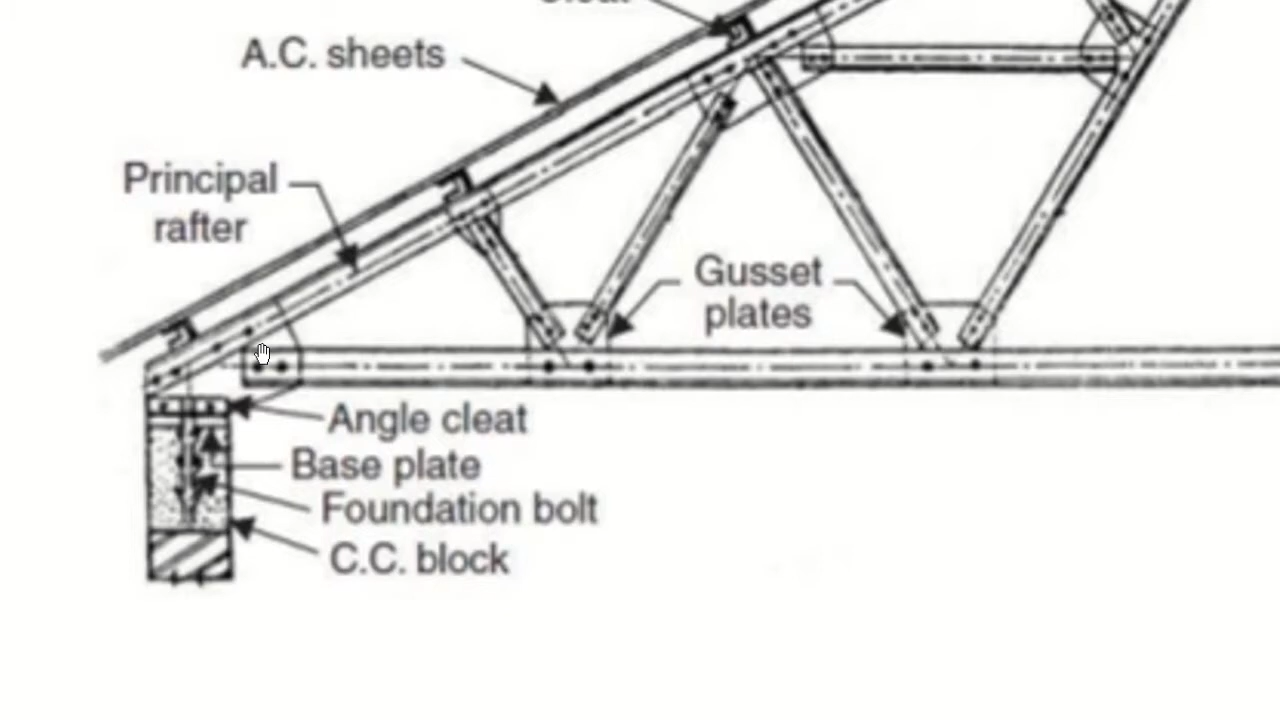 A.C. sheets
Principal
rafter
Gusset
plates
Angle cleat
Base plate
Foundation bolt
C.C. block